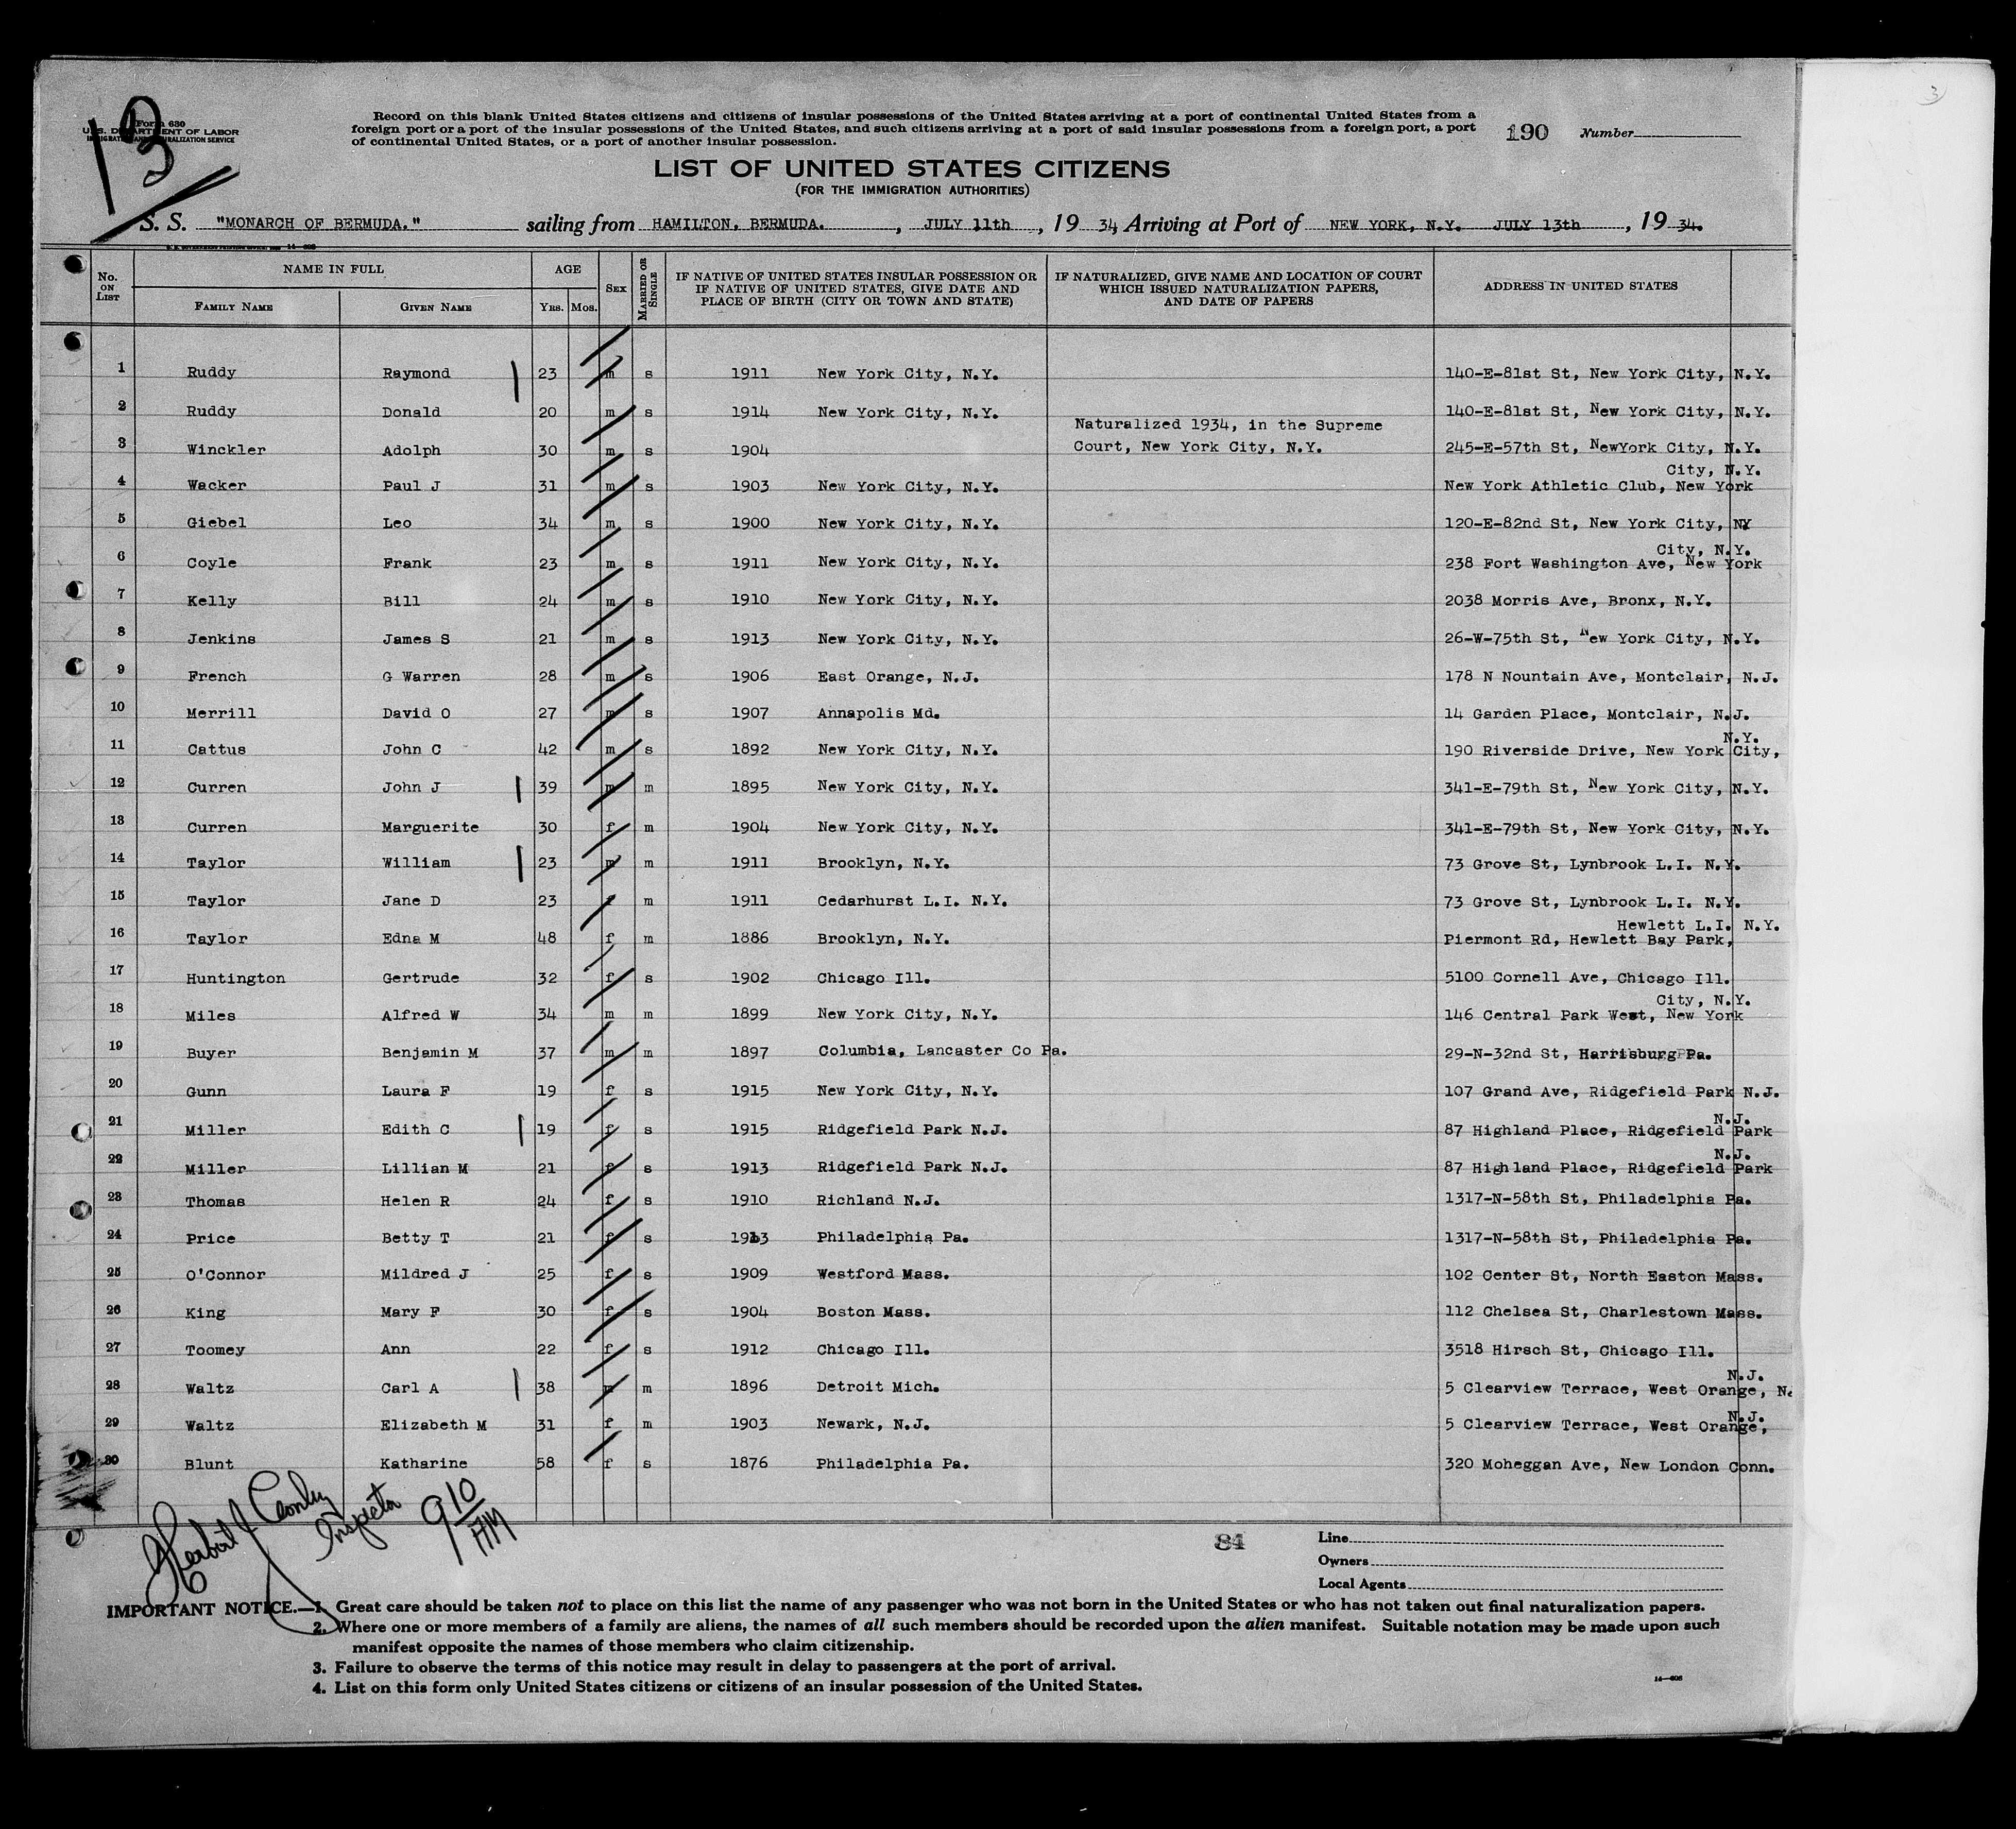 13
Form 630
U. S. DEPARTMENT OF LABOR
IMMIGRATION AND NATURALIZATION SERVICE
Record on this blank United States citizens and citizens of insular possessions of the United States arriving at a port of continental United States from a
foreign port or a port of the insular possessions of the United States, and such citizens arriving at a port of said insular possessions from a foreign port, a port
of continental United States, or a port of another insular possession.
190 Number
LIST OF UNITED STATES CITIZENS
(FOR THE IMMIGRATION AUTHORITIES)
S. S. "MONARCH OF BERMUDA." sailing from HAMILTON, BERMUDA. , JULY 11th , 19 34, Arriving at Port of NEW YORK, N.Y. JULY 13th , 19 34.
No. ON LIST NAME IN FULL FAMILY NAME GIVEN NAME AGE YRS. MOS. SEX MARRIED OR SINGLE IF NATIVE OF UNITED STATES INSULAR POSSESSION OR IF NATIVE OF UNITED STATES, GIVE DATE AND PLACE OF BIRTH (CITY OR TOWN AND STATE) IF NATURALIZED, GIVE NAME AND LOCATION OF COURT WHICH ISSUED NATURALIZATION PAPERS, AND DATE OF PAPERS ADDRESS IN UNITED STATES
1 Ruddy Raymond 23 m s 1911 New York City, N.Y. 140-E-81st St, New York City, N.Y.
2 Ruddy Donald 20 m s 1914 New York City, N.Y. 140-E-81st St, New York City, N.Y.
Naturalized 1934, in the Supreme
3 Winckler Adolph 30 m s 1904 Court, New York City, N.Y. 245-E-57th St, NewYork City, N.Y.
City, N.Y.
4 Wacker Paul J 31 m s 1903 New York City, N.Y. New York Athletic Club, New York
5 Giebel Leo 34 m s 1900 New York City, N.Y. 120-E-82nd St, New York City, NY
City, N.Y.
6 Coyle Frank 23 m s 1911 New York City, N.Y. 238 Fort Washington Ave, New York
7 Kelly Bill 24 m s 1910 New York City, N.Y. 2038 Morris Ave, Bronx, N.Y.
8 Jenkins James S 21 m s 1913 New York City, N.Y. 26-W-75th St, New York City, N.Y.
9 French G Warren 28 m s 1906 East Orange, N.J. 178 N Nountain Ave, Montclair, N.J.
10 Merrill David O 27 m s 1907 Annapolis Md. 14 Garden Place, Montclair, N.J.
N.Y.
11 Cattus John C 42 m s 1892 New York City, N.Y. 190 Riverside Drive, New York City,
12 Curren John J 39 m m 1895 New York City, N.Y. 341-E-79th St, New York City, N.Y.
13 Curren Marguerite 30 f m 1904 New York City, N.Y. 341-E-79th St, New York City, N.Y.
14 Taylor William 23 m m 1911 Brooklyn, N.Y. 73 Grove St, Lynbrook L.I. N.Y.
15 Taylor Jane D 23 f m 1911 Cedarhurst L.I. N.Y. 73 Grove St, Lynbrook L.I. N.Y.
Hewlett L.I. N.Y.
16 Taylor Edna M 48 f m 1886 Brooklyn, N.Y. Piermont Rd, Hewlett Bay Park,
17 Huntington Gertrude 32 f s 1902 Chicago Ill. 5100 Cornell Ave, Chicago Ill.
City, N.Y.
18 Miles Alfred W 34 m m 1899 New York City, N.Y. 146 Central Park West, New York
19 Buyer Benjamin M 37 m m 1897 Columbia, Lancaster Co Pa. 29-N-32nd St, Harrisburg Pa.
20 Gunn Laura F 19 f s 1915 New York City, N.Y. 107 Grand Ave, Ridgefield Park N.J.
N.J.
21 Miller Edith C 19 f s 1915 Ridgefield Park N.J. 87 Highland Place, Ridgefield Park
N.J.
22 Miller Lillian M 21 f s 1913 Ridgefield Park N.J. 87 Highland Place, Ridgefield Park
23 Thomas Helen R 24 f s 1910 Richland N.J. 1317-N-58th St, Philadelphia Pa.
24 Price Betty T 21 f s 1913 Philadelphia Pa. 1317-N-58th St, Philadelphia Pa.
25 O'Connor Mildred J 25 f s 1909 Westford Mass. 102 Center St, North Easton Mass.
26 King Mary F 30 f s 1904 Boston Mass. 112 Chelsea St, Charlestown Mass.
27 Toomey Ann 22 f s 1912 Chicago Ill. 3518 Hirsch St, Chicago Ill.
N.J.
28 Waltz Carl A 38 m m 1896 Detroit Mich. 5 Clearview Terrace, West Orange, N.
N.J.
29 Waltz Elizabeth M 31 f m 1903 Newark, N.J. 5 Clearview Terrace, West Orange,
30 Blunt Katharine 58 f s 1876 Philadelphia Pa. 320 Moheggan Ave, New London Conn.
Herbert J Inspector 9 10 AM
84
Line
Owners
Local Agents
IMPORTANT NOTICE.—1. Great care should be taken not to place on this list the name of any passenger who was not born in the United States or who has not taken out final naturalization papers.
2. Where one or more members of a family are aliens, the names of all such members should be recorded upon the alien manifest. Suitable notation may be made upon such
manifest opposite the names of those members who claim citizenship.
3. Failure to observe the terms of this notice may result in delay to passengers at the port of arrival.
4. List on this form only United States citizens or citizens of an insular possession of the United States.